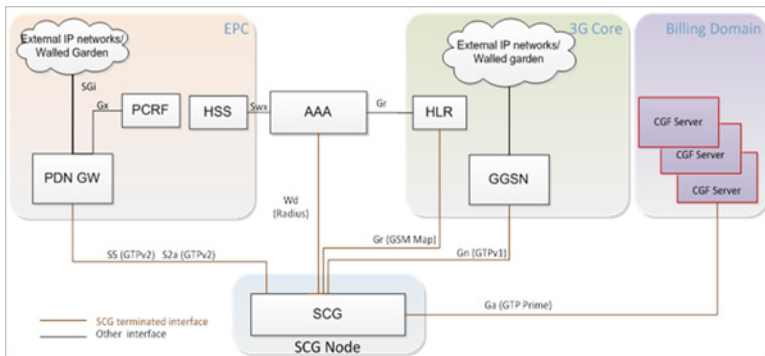 EPC
3G Core
Billing Domain
External IP networks/
Walled Garden
External IP networks/
Walled garden
SGi
Gx
PCRF
HSS
Swx
AAA
Gr
HLR
CGF Server
CGF Server
CGF Server
PDN GW
GGSN
Wd
(Radius)
Gr (GSM Map)
SS (GTPv2) S2a (GTPv2)
Gn (GTPv1)
SCG
Ga (GTP Prime)
SCG terminated interface
Other interface
SCG Node